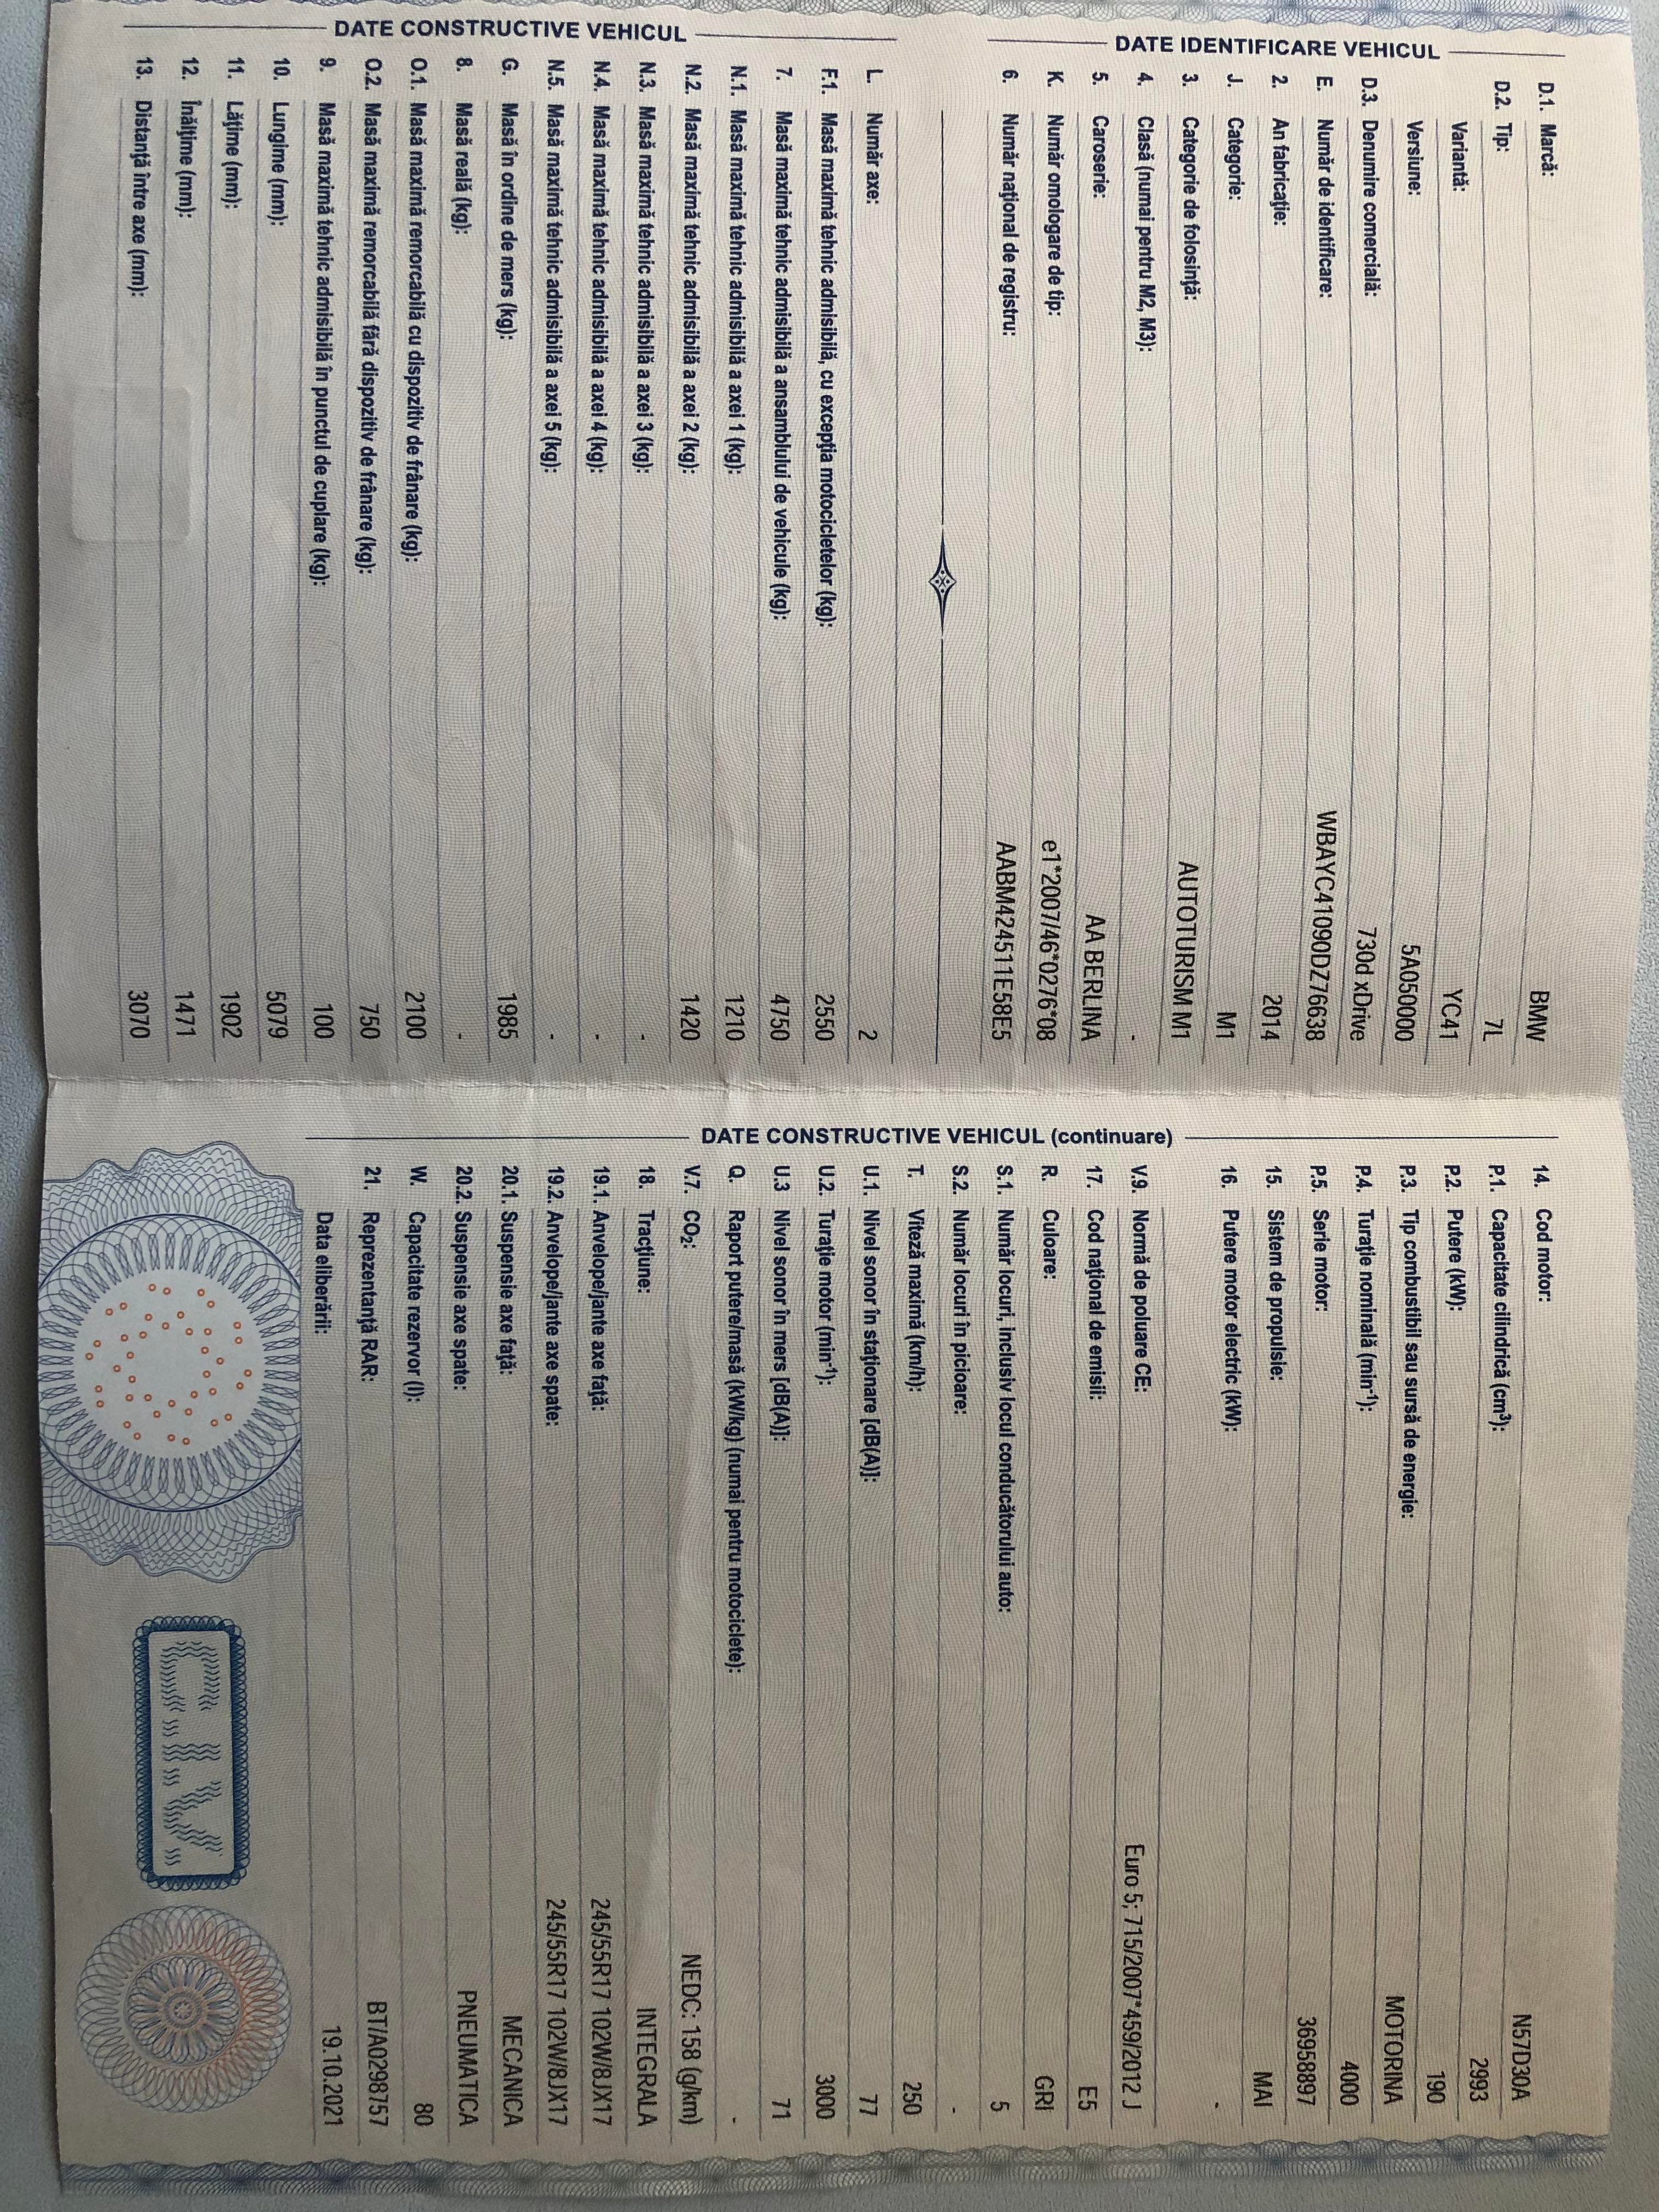 DATE IDENTIFICARE VEHICUL
D.1. Marcă: BMW
D.2. Tip: 7L
Variantă: YC41
Versiune: 5A050000
D.3. Denumire comercială: 730d xDrive
E. Număr de identificare: WBAYC41090DZ76638
2. An fabricaţie: 2014
J. Categorie: M1
3. Categorie de folosinţă: AUTOTURISM M1
4. Clasă (numai pentru M2, M3): -
5. Caroserie: AA BERLINA
K. Număr omologare de tip: e1*2007/46*0276*08
6. Număr naţional de registru: AABM424511E58E5
DATE CONSTRUCTIVE VEHICUL
L. Număr axe: 2
F.1. Masă maximă tehnic admisibilă, cu excepţia motocicletelor (kg): 2550
7. Masă maximă tehnic admisibilă a ansamblului de vehicule (kg): 4750
N.1. Masă maximă tehnic admisibilă a axei 1 (kg): 1210
N.2. Masă maximă tehnic admisibilă a axei 2 (kg): 1420
N.3. Masă maximă tehnic admisibilă a axei 3 (kg): -
N.4. Masă maximă tehnic admisibilă a axei 4 (kg): -
N.5. Masă maximă tehnic admisibilă a axei 5 (kg): -
G. Masă în ordine de mers (kg): 1985
8. Masă reală (kg): -
O.1. Masă maximă remorcabilă cu dispozitiv de frânare (kg): 2100
O.2. Masă maximă remorcabilă fără dispozitiv de frânare (kg): 750
9. Masă maximă tehnic admisibilă în punctul de cuplare (kg): 100
10. Lungime (mm): 5079
11. Lăţime (mm): 1902
12. Înălţime (mm): 1471
13. Distanţă între axe (mm): 3070
DATE CONSTRUCTIVE VEHICUL (continuare)
14. Cod motor: N57D30A
P.1. Capacitate cilindrică (cm³): 2993
P.2. Putere (kW): 190
P.3. Tip combustibil sau sursă de energie: MOTORINA
P.4. Turaţie nominală (min⁻¹): 4000
P.5. Serie motor: 36958897
15. Sistem de propulsie: MAI
16. Putere motor electric (kW): -
V.9. Normă de poluare CE: Euro 5; 715/2007*459/2012 J
17. Cod naţional de emisii: E5
R. Culoare: GRI
S.1. Număr locuri, inclusiv locul conducătorului auto: 5
S.2. Număr locuri în picioare: -
T. Viteză maximă (km/h): 250
U.1. Nivel sonor în staţionare [dB(A)]: 77
U.2. Turaţie motor (min⁻¹): 3000
U.3 Nivel sonor în mers [dB(A)]: 71
Q. Raport putere/masă (kW/kg) (numai pentru motociclete): -
V.7. CO₂: NEDC: 158 (g/km)
18. Tracţiune: INTEGRALA
19.1. Anvelope/jante axe faţă: 245/55R17 102W/8JX17
19.2. Anvelope/jante axe spate: 245/55R17 102W/8JX17
20.1. Suspensie axe faţă: MECANICA
20.2. Suspensie axe spate: PNEUMATICA
W. Capacitate rezervor (l): 80
21. Reprezentanţă RAR: BT/A0298757
Data eliberării: 19.10.2021
C.I.V.